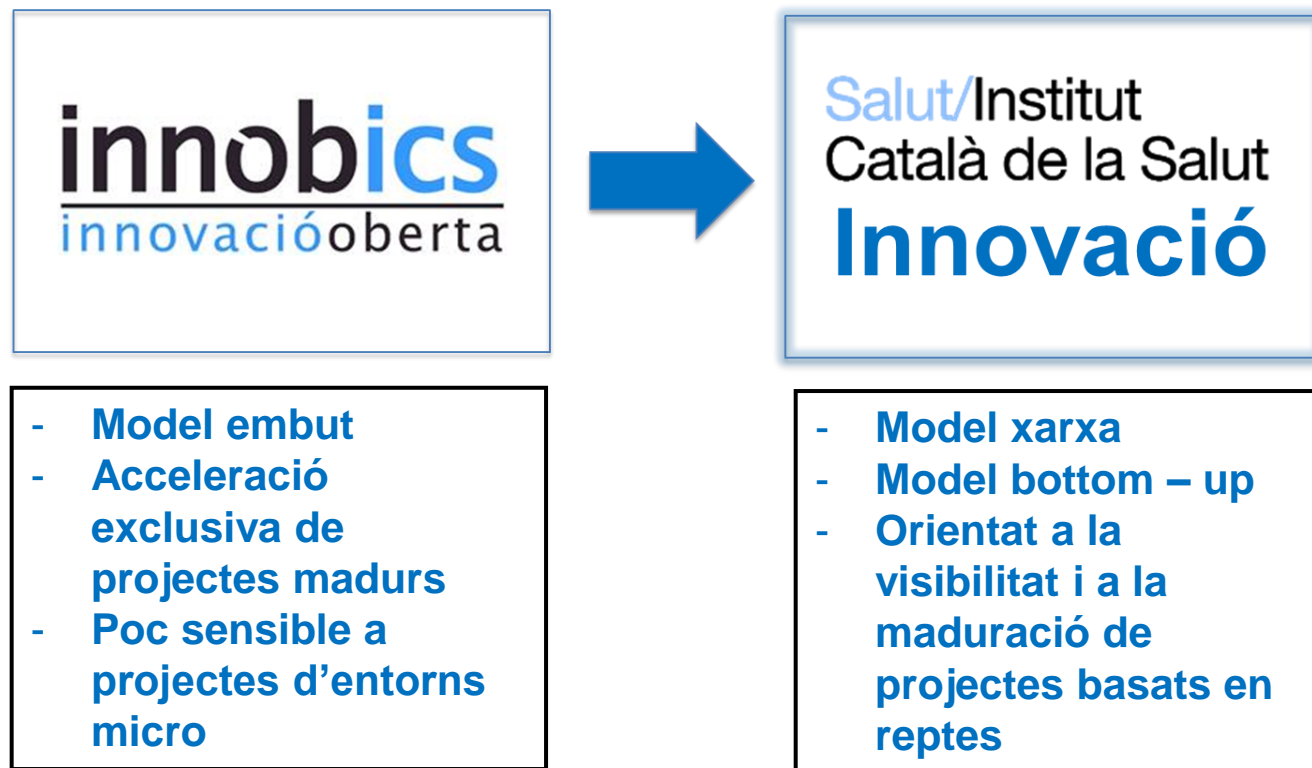 innobics
innovacióoberta
Salut/Institut
Català de la Salut
Innovació
- Model embut
- Acceleració
exclusiva de
projectes madurs
- Poc sensible a
projectes d’entorns
micro
- Model xarxa
- Model bottom – up
- Orientat a la
visibilitat i a la
maduració de
projectes basats en
reptes